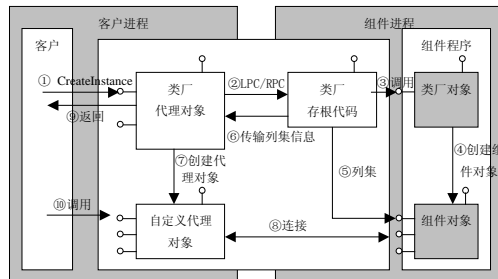 客户进程
组件进程
客户
组件程序
① CreateInstance
类厂
代理对象
②LPC/RPC
类厂
存根代码
③调用
类厂对象
⑨返回
⑥传输列集信息
⑦创建代
理对象
⑤列集
④创建组
件对象
⑩调用
自定义代理
对象
⑧连接
组件对象